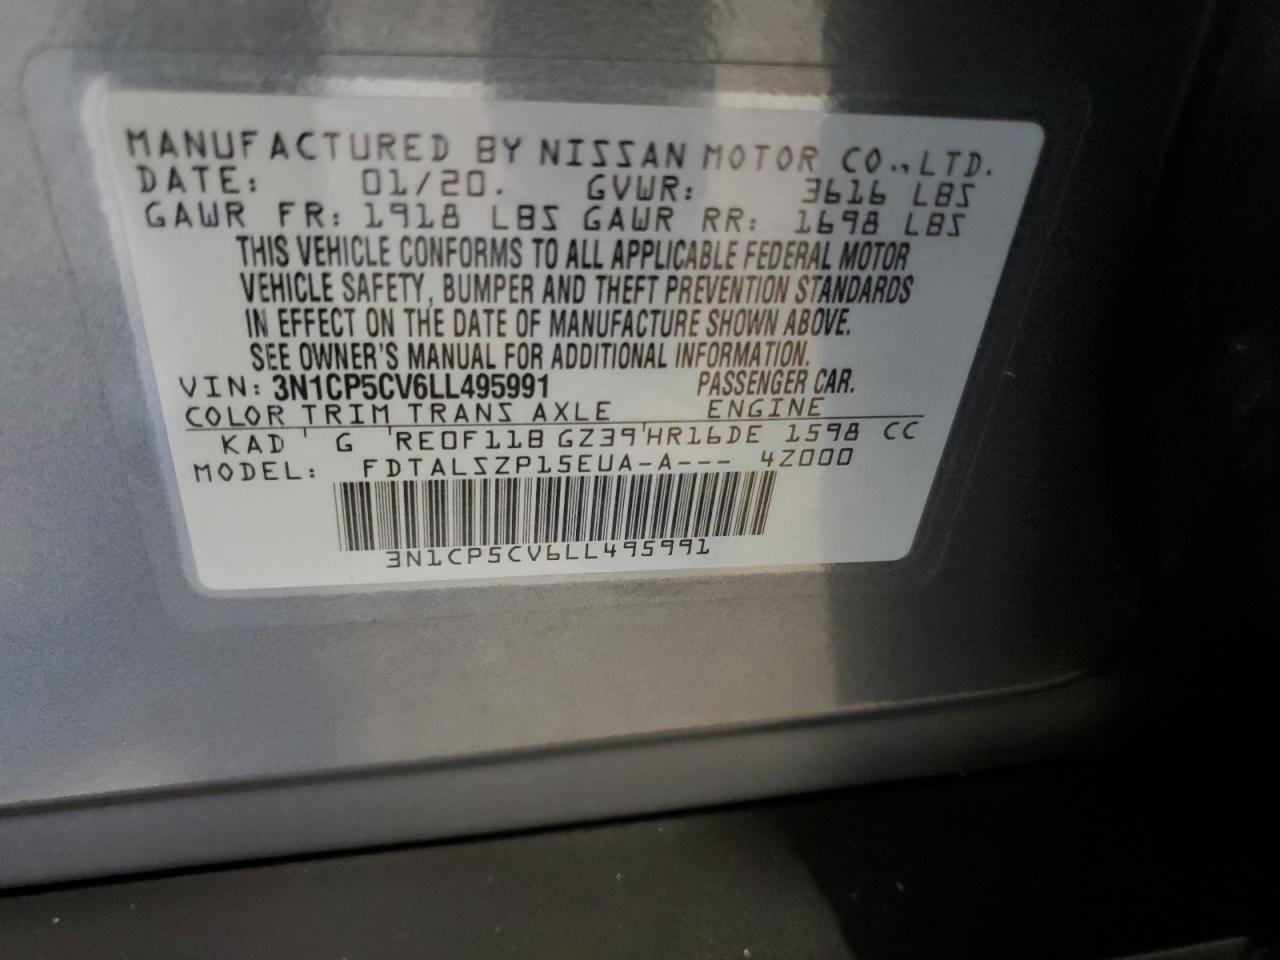 MANUFACTURED BY NISSAN MOTOR CO.,LTD.
DATE: 01/20. GVWR: 3616 LBS
GAWR FR: 1918 LBS GAWR RR: 1698 LBS
THIS VEHICLE CONFORMS TO ALL APPLICABLE FEDERAL MOTOR
VEHICLE SAFETY, BUMPER AND THEFT PREVENTION STANDARDS
IN EFFECT ON THE DATE OF MANUFACTURE SHOWN ABOVE.
SEE OWNER'S MANUAL FOR ADDITIONAL INFORMATION.
VIN: 3N1CP5CV6LL495991 PASSENGER CAR.
COLOR TRIM TRANS AXLE ENGINE
KAD ' G 'RE0F11B GZ39'HR16DE 1598 CC
MODEL: FDTALSZP15EUA-A--- 4Z000
3N1CP5CV6LL495991